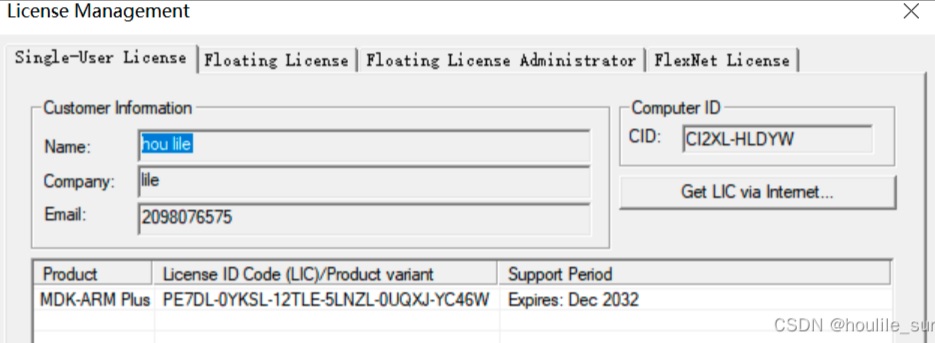 License Management
Single-User License Floating License Floating License Administrator FlexNet License
Customer Information
Name: hou lile
Company: lile
Email: 2098076575
Computer ID
CID: CI2XL-HLDYW
Get LIC via Internet...
Product License ID Code (LIC)/Product variant Support Period
MDK-ARM Plus PE7DL-0YKSL-12TLE-5LNZL-0UQXJ-YC46W Expires: Dec 2032
CSDN @houlile_sur